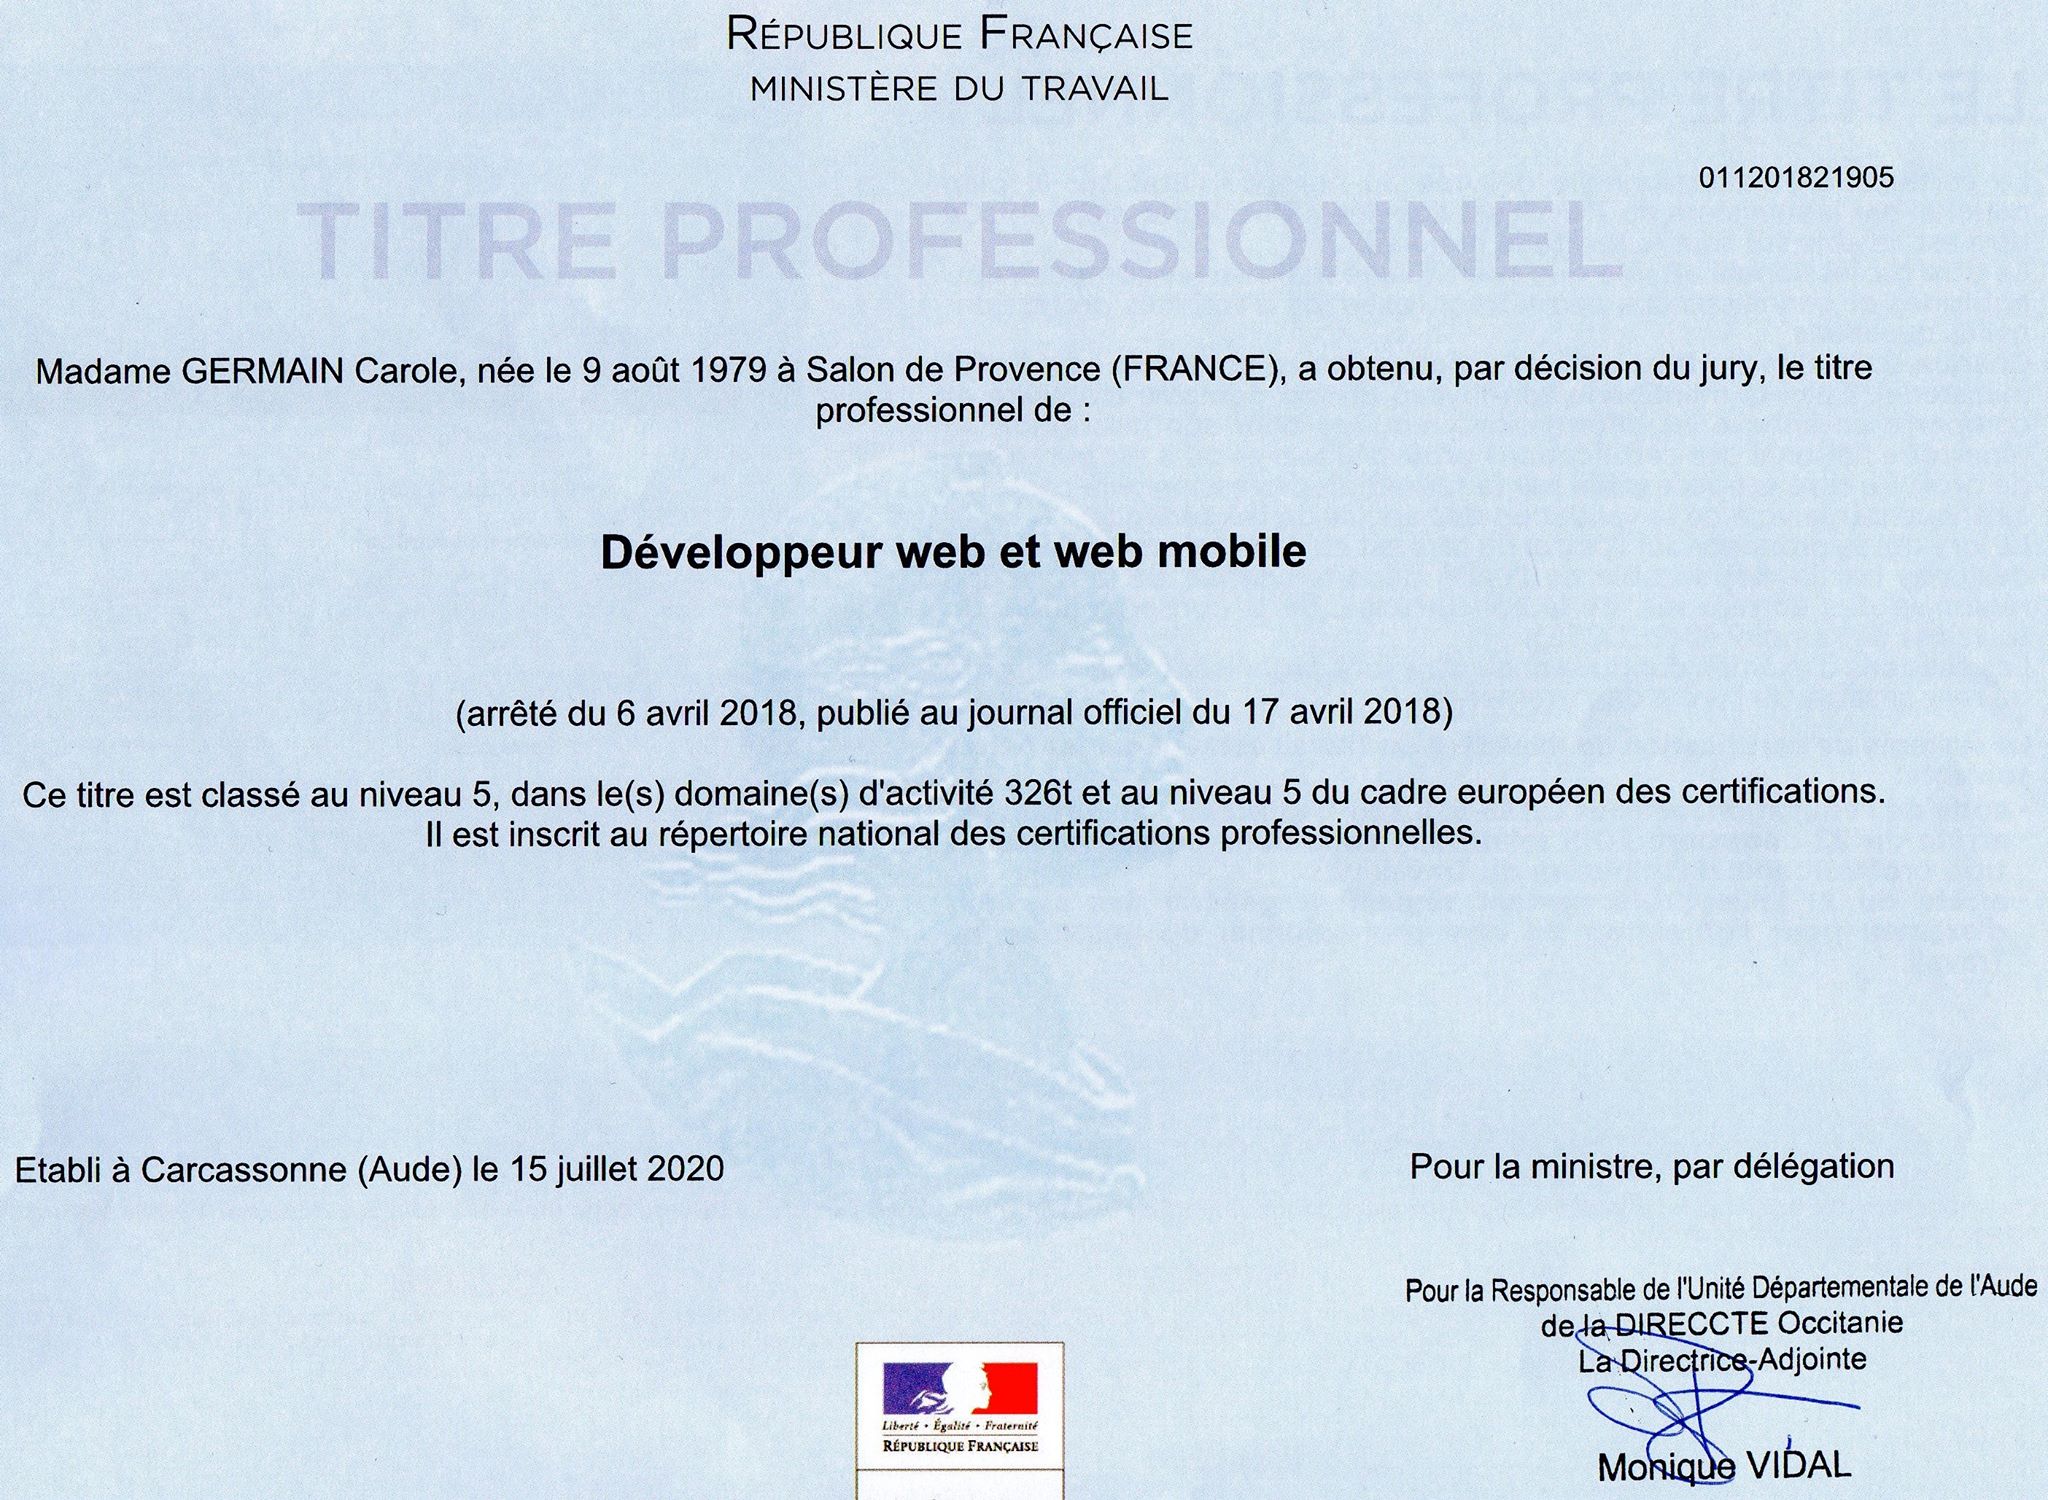 RÉPUBLIQUE FRANÇAISE
MINISTÈRE DU TRAVAIL
011201821905
TITRE PROFESSIONNEL
Madame GERMAIN Carole, née le 9 août 1979 à Salon de Provence (FRANCE), a obtenu, par décision du jury, le titre
professionnel de :
Développeur web et web mobile
(arrêté du 6 avril 2018, publié au journal officiel du 17 avril 2018)
Ce titre est classé au niveau 5, dans le(s) domaine(s) d'activité 326t et au niveau 5 du cadre européen des certifications.
Il est inscrit au répertoire national des certifications professionnelles.
Etabli à Carcassonne (Aude) le 15 juillet 2020
Pour la ministre, par délégation
Pour la Responsable de l'Unité Départementale de l'Aude
de la DIRECCTE Occitanie
La Directrice-Adjointe
Monique VIDAL
Liberté • Égalité • Fraternité
RÉPUBLIQUE FRANÇAISE